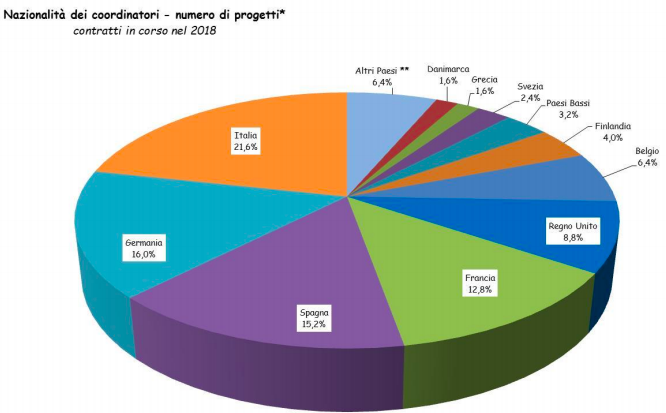 Nazionalità dei coordinatori - numero di progetti*
contratti in corso nel 2018
Altri Paesi **
6,4%
Danimarca
1,6%
Grecia
1,6%
Svezia
2,4%
Paesi Bassi
3,2%
Finlandia
4,0%
Belgio
6,4%
Regno Unito
8,8%
Francia
12,8%
Spagna
15,2%
Germania
16,0%
Italia
21,6%